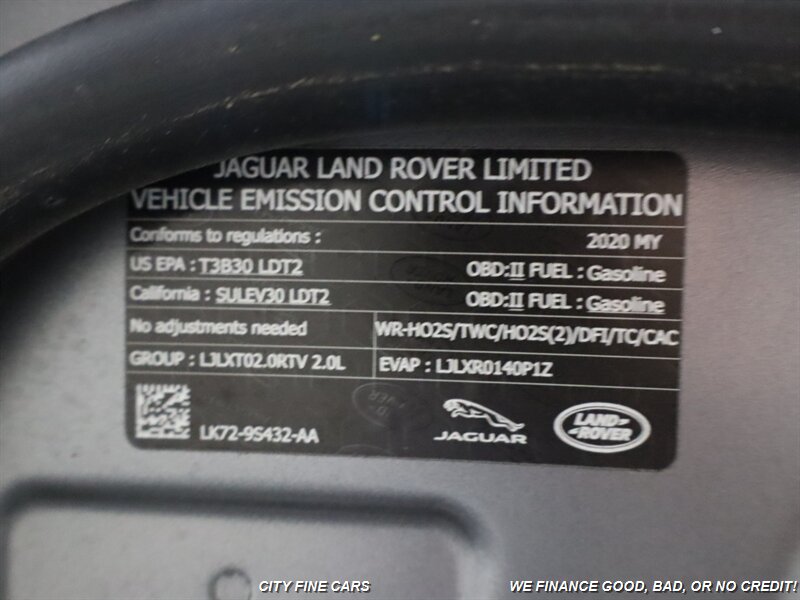 JAGUAR LAND ROVER LIMITED
VEHICLE EMISSION CONTROL INFORMATION
Conforms to regulations : 2020 MY
US EPA : T3B30 LDT2 OBD:II FUEL : Gasoline
California : SULEV30 LDT2 OBD:II FUEL : Gasoline
No adjustments needed WR-HO2S/TWC/HO2S(2)/DFI/TC/CAC
GROUP : LJLXT02.0RTV 2.0L EVAP : LJLXR0140P1Z
LK72-9S432-AA
JAGUAR
LAND-
-ROVER
CITY FINE CARS
WE FINANCE GOOD, BAD, OR NO CREDIT!